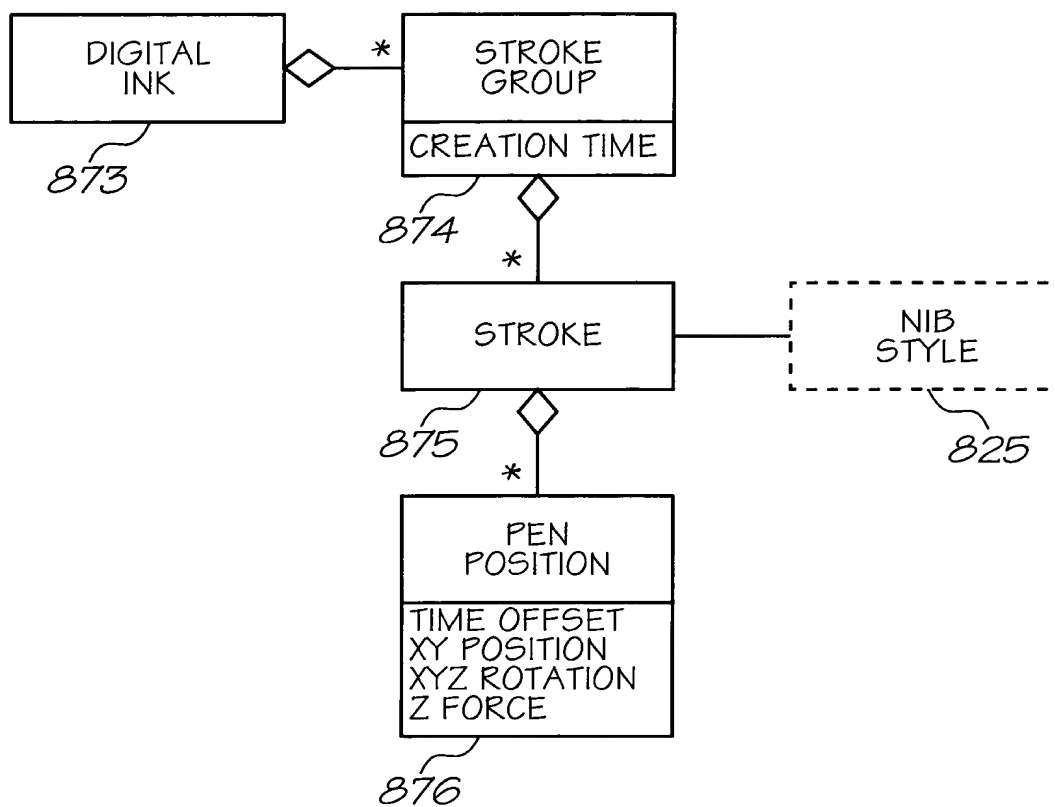 DIGITAL
INK
873
*
STROKE
GROUP
CREATION TIME
874
*
STROKE
875
NIB
STYLE
825
*
PEN
POSITION
TIME OFFSET
XY POSITION
XYZ ROTATION
Z FORCE
876